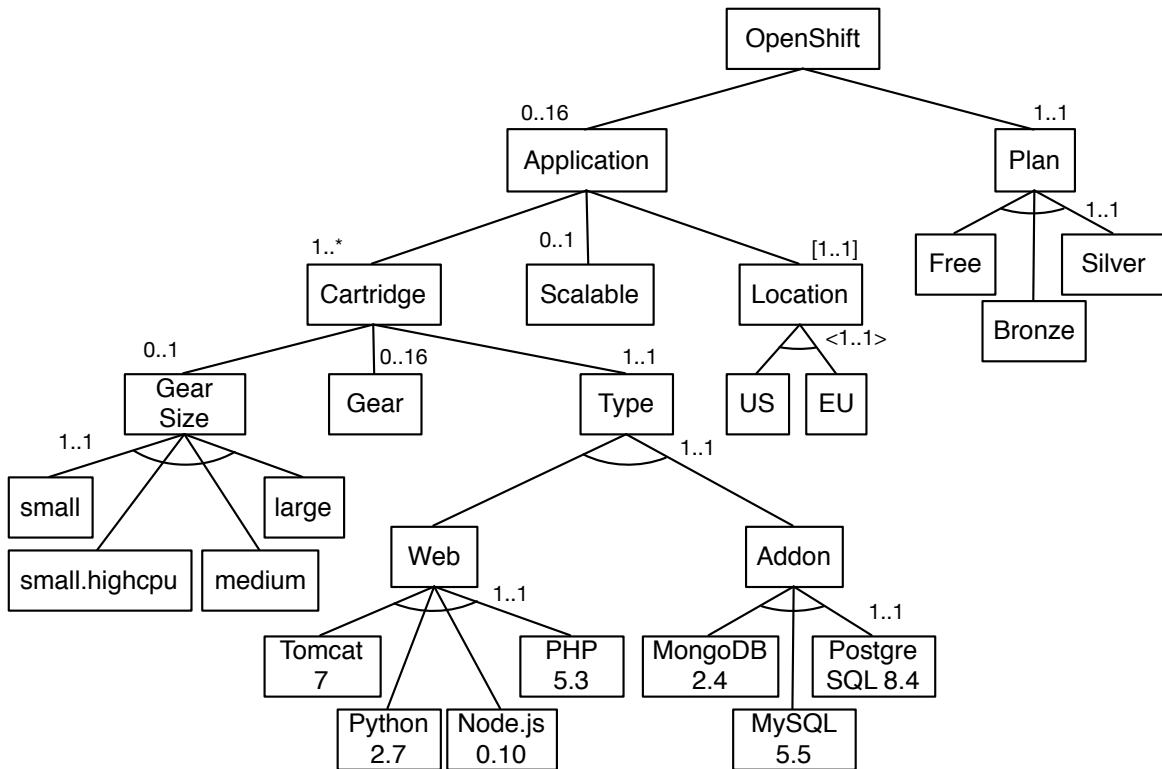 OpenShift
0..16
1..1
Application
Plan
1..*
0..1
[1..1]
1..1
Cartridge
Scalable
Location
Free
Silver
Bronze
0..1
0..16
1..1
<1..1>
Gear
Size
Gear
Type
US
EU
1..1
1..1
small
large
small.highcpu
medium
Web
Addon
1..1
1..1
Tomcat
7
PHP
5.3
MongoDB
2.4
Postgre
SQL 8.4
Python
2.7
Node.js
0.10
MySQL
5.5